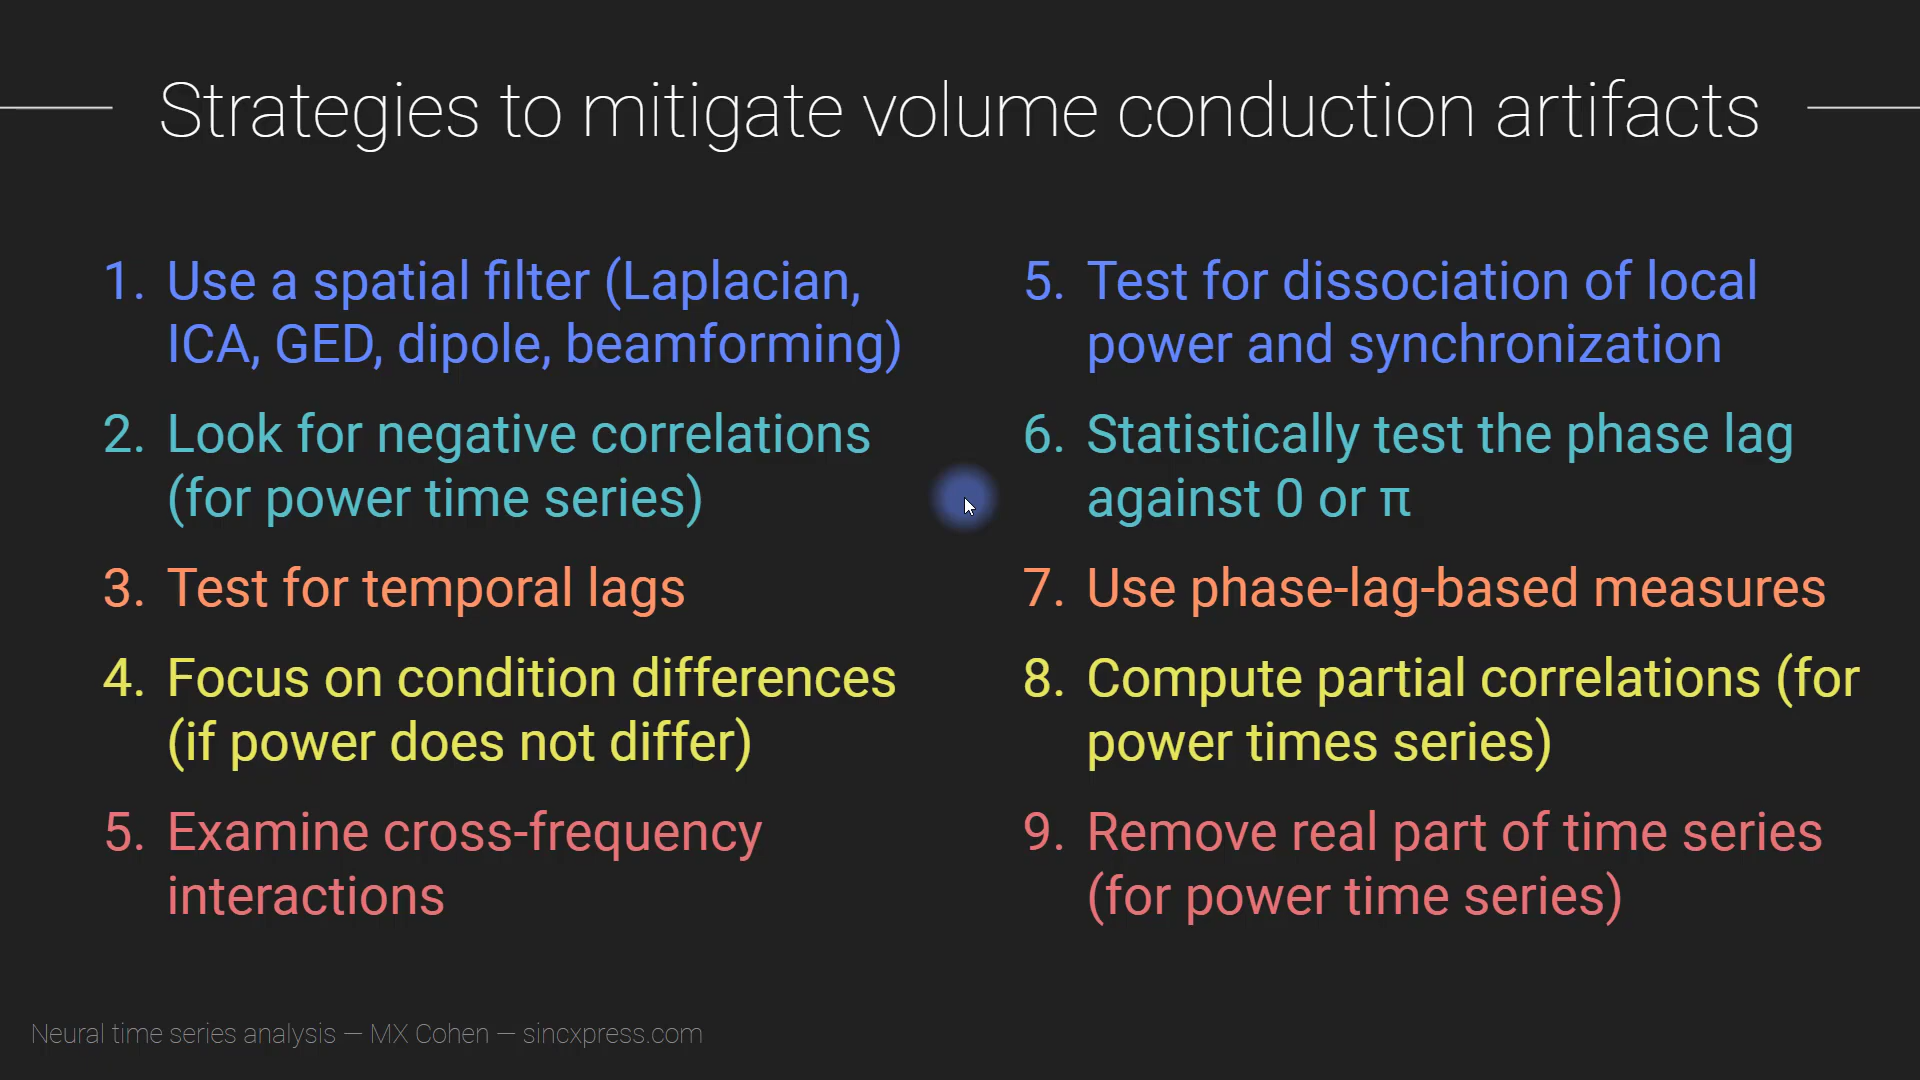 Strategies to mitigate volume conduction artifacts
1. Use a spatial filter (Laplacian,
ICA, GED, dipole, beamforming)
2. Look for negative correlations
(for power time series)
3. Test for temporal lags
4. Focus on condition differences
(if power does not differ)
5. Examine cross-frequency
interactions
5. Test for dissociation of local
power and synchronization
6. Statistically test the phase lag
against 0 or π
7. Use phase-lag-based measures
8. Compute partial correlations (for
power times series)
9. Remove real part of time series
(for power time series)
Neural time series analysis — MX Cohen — sincxpress.com